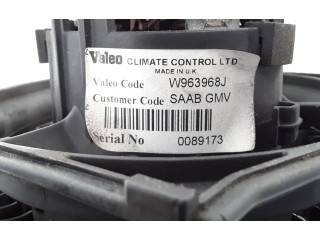 Valeo CLIMATE CONTROL LTD
MADE IN U.K.
Valeo Code W963968J
Customer Code SAAB GMV
Serial No 0089173